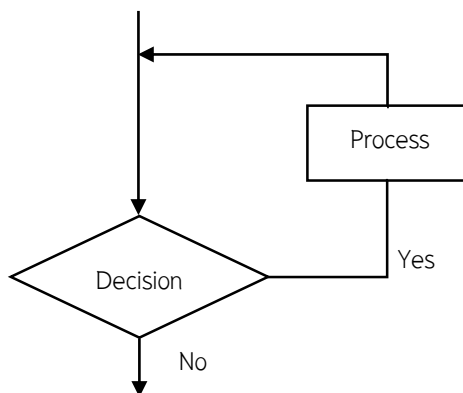 Process
Decision
Yes
No